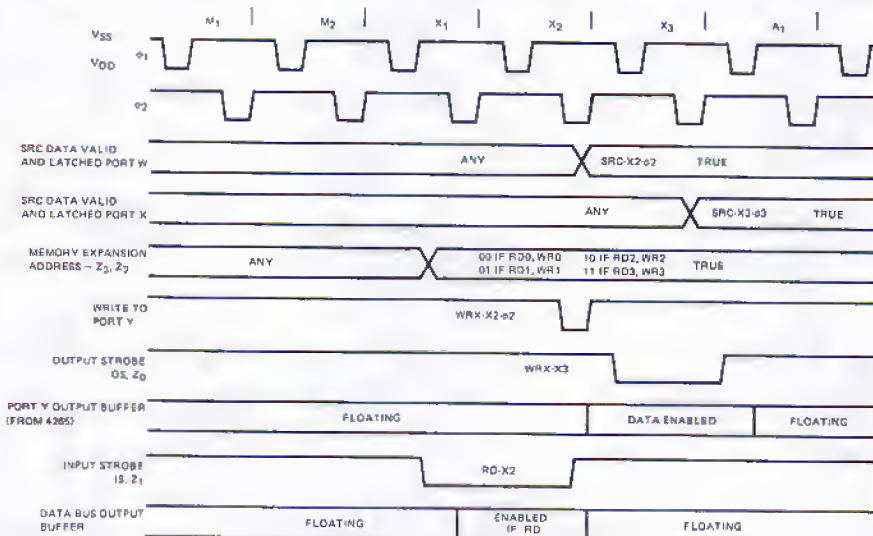 M1 M2 X1 X2 X3 A1
VSS
VDD
φ1
φ2
SRC DATA VALID
AND LATCHED PORT W
ANY
SRC-X2-φ2
TRUE
SRC DATA VALID
AND LATCHED PORT X
ANY
SRC-X3-φ3
TRUE
MEMORY EXPANSION
ADDRESS – Z3, Z2
ANY
00 IF RD0, WR0 10 IF RD2, WR2
01 IF RD1, WR1 11 IF RD3, WR3
TRUE
WRITE TO
PORT Y
WRX-X2-φ2
OUTPUT STROBE
OS, Z0
WRX-X3
PORT Y OUTPUT BUFFER
(FROM 4265)
FLOATING
DATA ENABLED
FLOATING
INPUT STROBE
IS, Z1
RD-X2
DATA BUS OUTPUT
BUFFER
FLOATING
ENABLED
IF RD
FLOATING